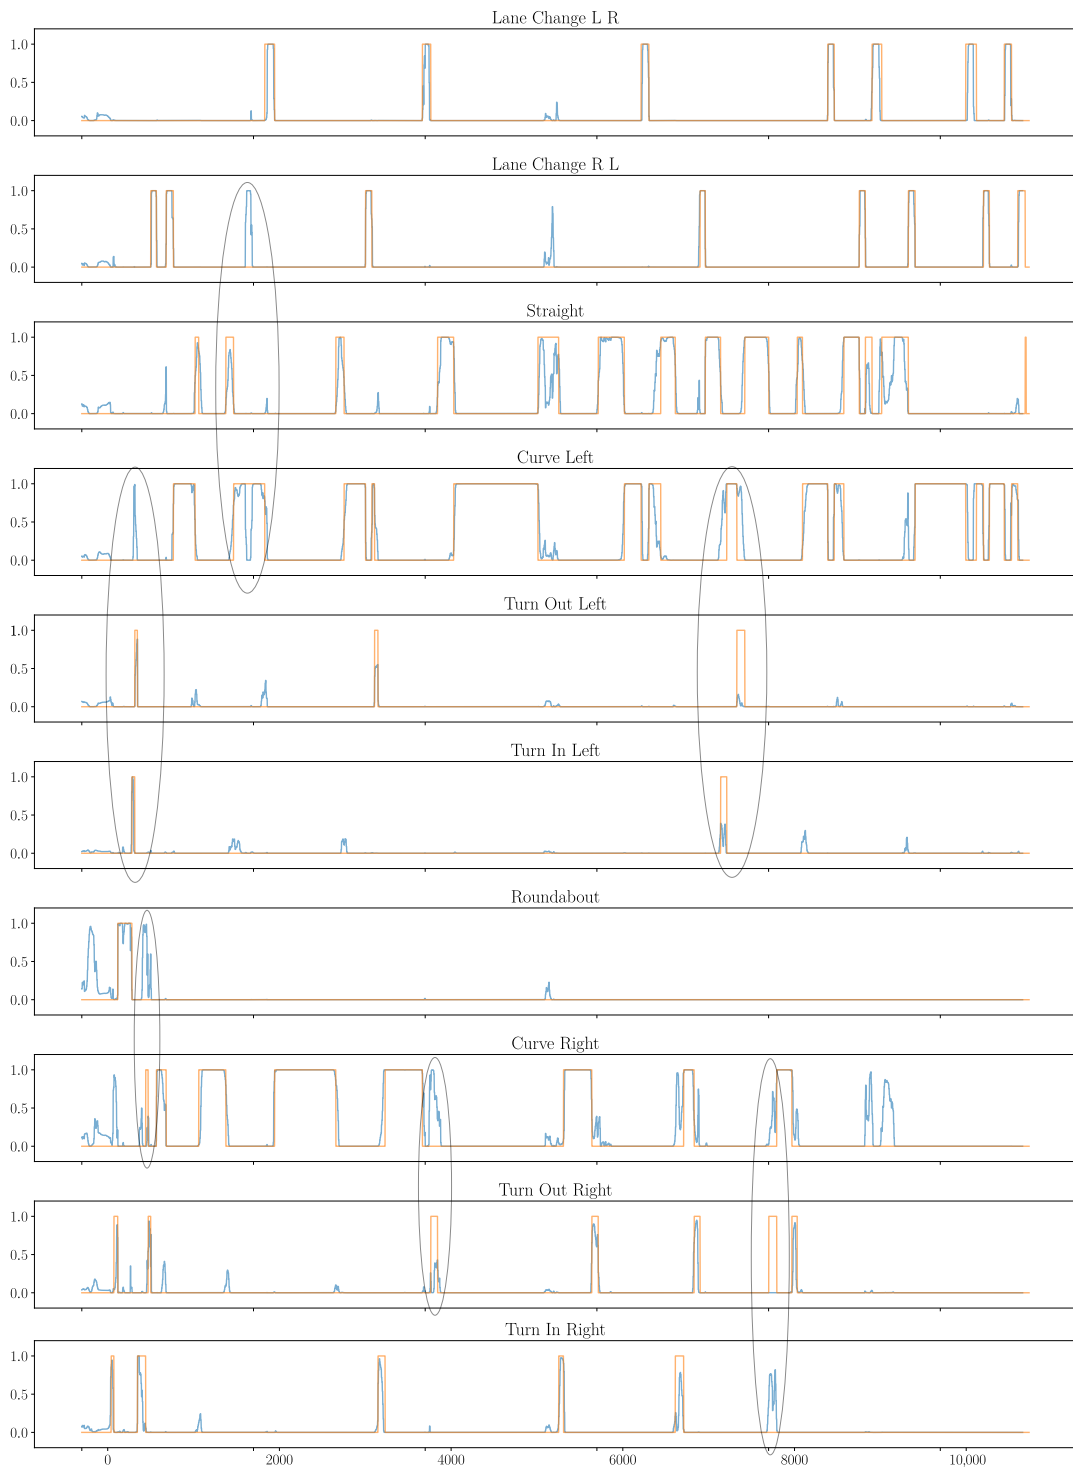 Lane Change L R
1.0
0.5
0.0
Lane Change R L
1.0
0.5
0.0
Straight
1.0
0.5
0.0
Curve Left
1.0
0.5
0.0
Turn Out Left
1.0
0.5
0.0
Turn In Left
1.0
0.5
0.0
Roundabout
1.0
0.5
0.0
Curve Right
1.0
0.5
0.0
Turn Out Right
1.0
0.5
0.0
Turn In Right
1.0
0.5
0.0
0 2000 4000 6000 8000 10,000